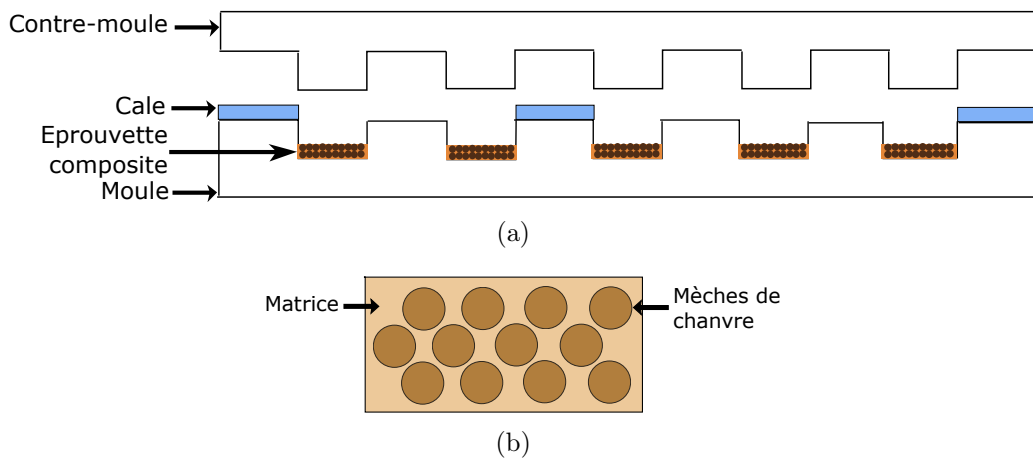 Contre-moule
Cale
Eprouvette
composite
Moule
(a)
Matrice
Mèches de
chanvre
(b)